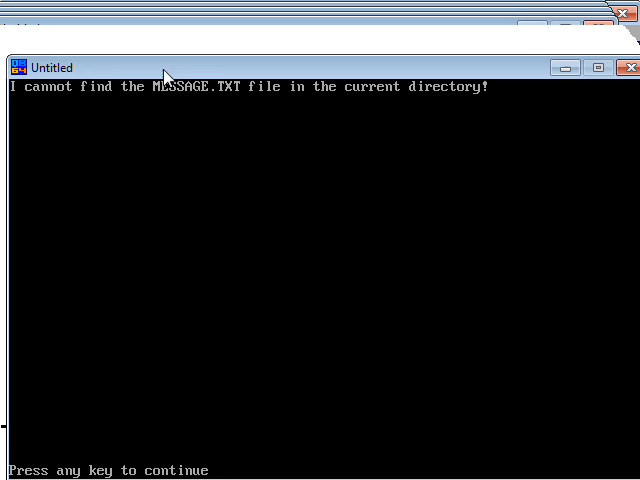 Untitled
I cannot find the MESSAGE.TXT file in the current directory!
Press any key to continue